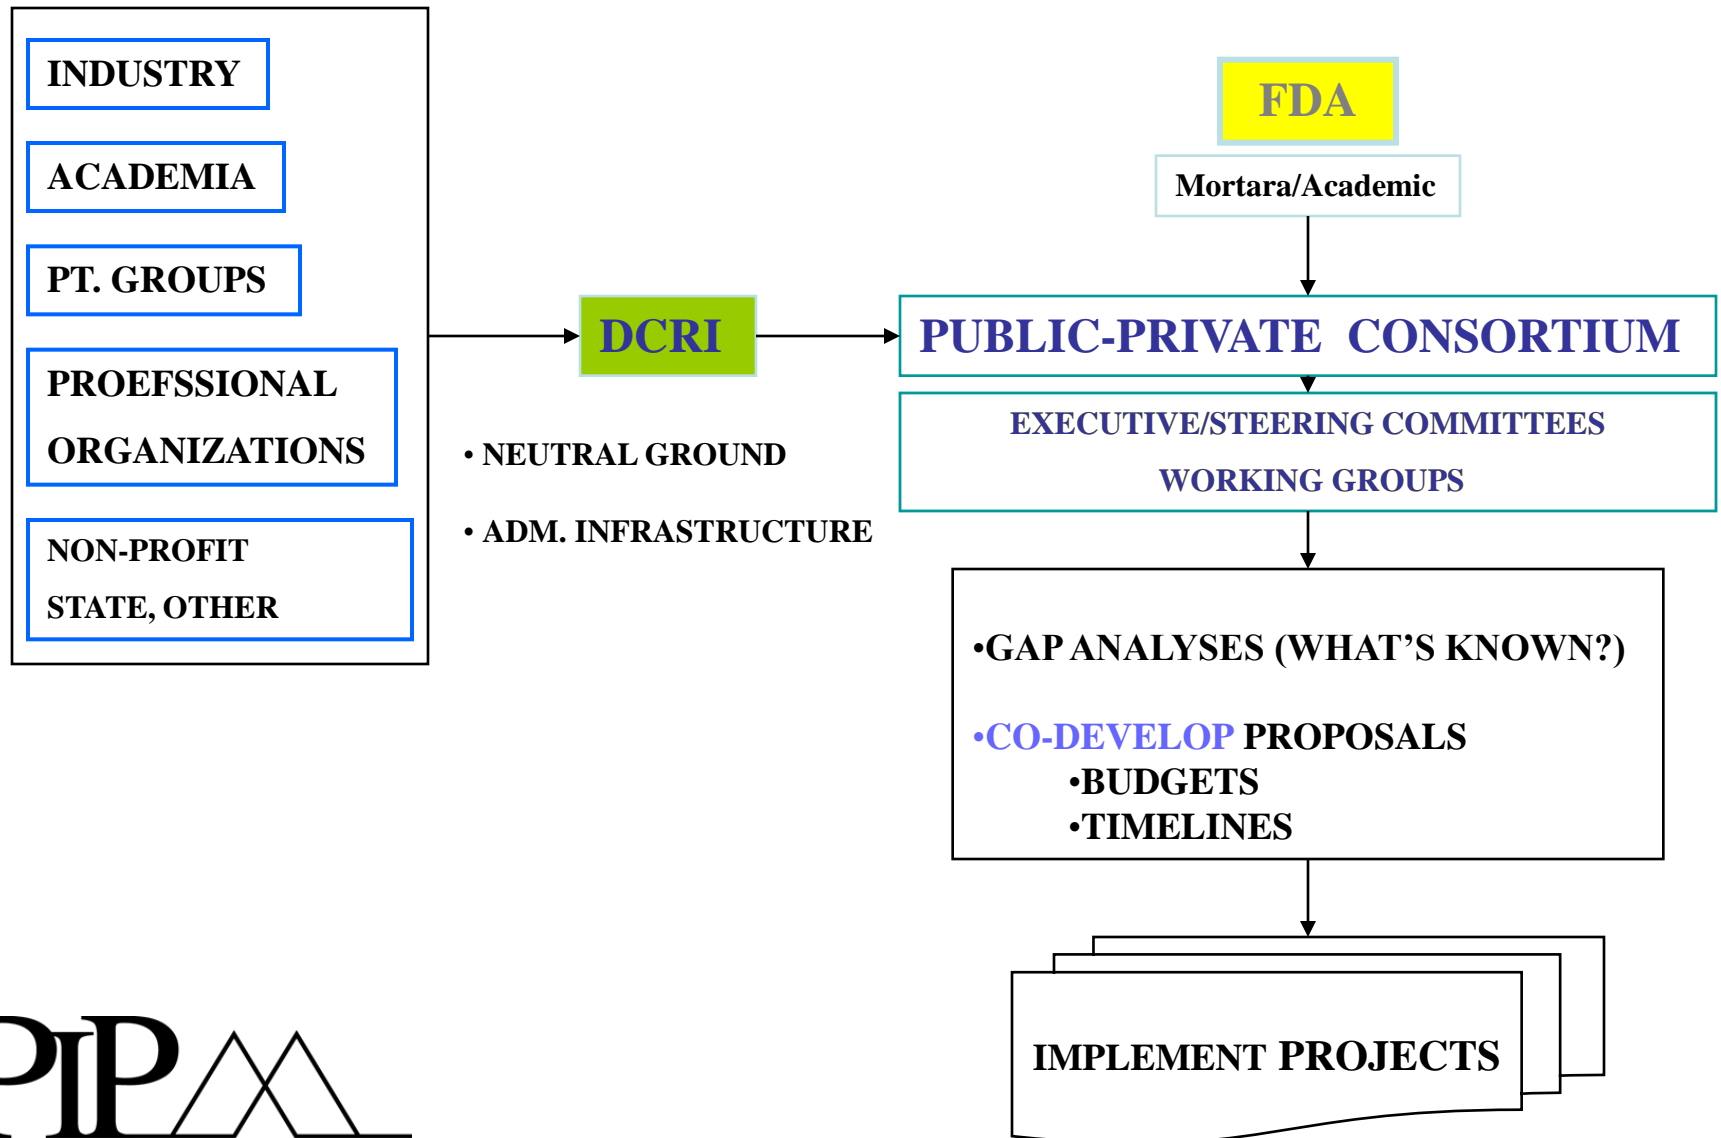 INDUSTRY
ACADEMIA
PT. GROUPS
PROEFSSIONAL
ORGANIZATIONS
NON-PROFIT
STATE, OTHER
DCRI
• NEUTRAL GROUND
• ADM. INFRASTRUCTURE
FDA
Mortara/Academic
PUBLIC-PRIVATE CONSORTIUM
EXECUTIVE/STEERING COMMITTEES
WORKING GROUPS
•GAP ANALYSES (WHAT’S KNOWN?)
•CO-DEVELOP PROPOSALS
•BUDGETS
•TIMELINES
IMPLEMENT PROJECTS
PIP